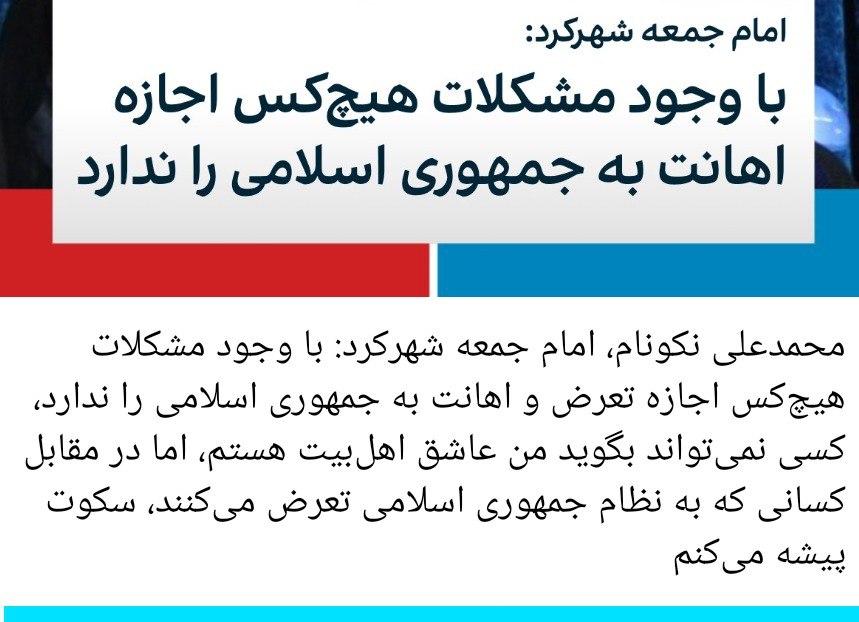 امام جمعه شهرکرد:
با وجود مشکلات هیچ‌کس اجازه
اهانت به جمهوری اسلامی را ندارد
محمدعلی نکونام، امام جمعه شهرکرد: با وجود مشکلات
هیچ‌کس اجازه تعرض و اهانت به جمهوری اسلامی را ندارد،
کسی نمی‌تواند بگوید من عاشق اهل‌بیت هستم، اما در مقابل
کسانی که به نظام جمهوری اسلامی تعرض می‌کنند، سکوت
پیشه می‌کنم